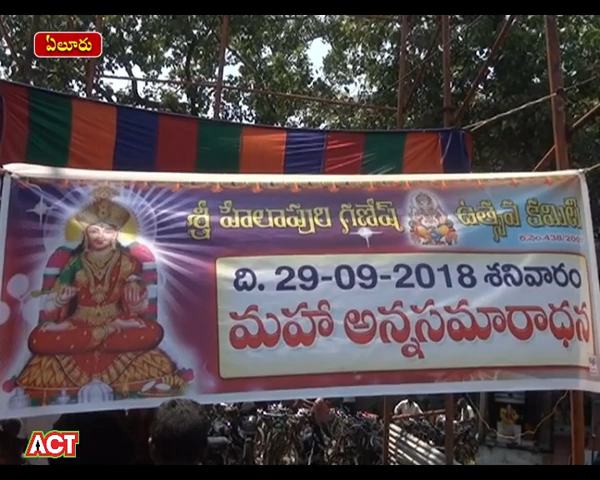 ఏలూరు
శ్రీ హేలాపురి గణేష్ ఉత్సవ కమిటీ
ది. 29-09-2018 శనివారం
మహా అన్నసమారాధన
ACT